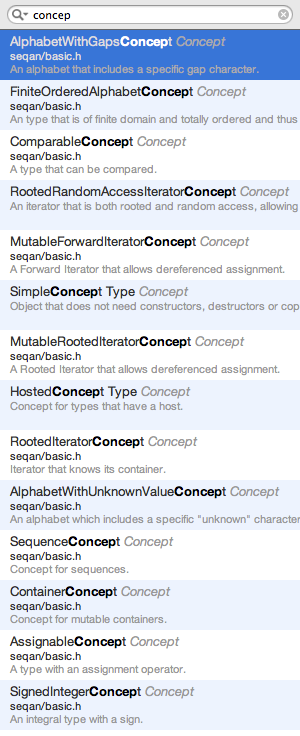 concep
AlphabetWithGapsConcept Concept
seqan/basic.h
An alphabet that includes a specific gap character.
FiniteOrderedAlphabetConcept Concept
seqan/basic.h
An type that is of finite domain and totally ordered and thus
ComparableConcept Concept
seqan/basic.h
A type that can be compared.
RootedRandomAccessIteratorConcept Concept
seqan/basic.h
An iterator that is both rooted and random access, allowing
MutableForwardIteratorConcept Concept
seqan/basic.h
A Forward Iterator that allows dereferenced assignment.
SimpleConcept Type Concept
Object that does not need constructors, destructors or cop
MutableRootedIteratorConcept Concept
seqan/basic.h
A Rooted Iterator that allows dereferenced assignment.
HostedConcept Type Concept
Concept for types that have a host.
RootedIteratorConcept Concept
seqan/basic.h
Iterator that knows its container.
AlphabetWithUnknownValueConcept Concept
seqan/basic.h
An alphabet which includes a specific "unknown" character
SequenceConcept Concept
seqan/basic.h
Concept for sequences.
ContainerConcept Concept
seqan/basic.h
Concept for mutable containers.
AssignableConcept Concept
seqan/basic.h
A type with an assignment operator.
SignedIntegerConcept Concept
seqan/basic.h
An integral type with a sign.